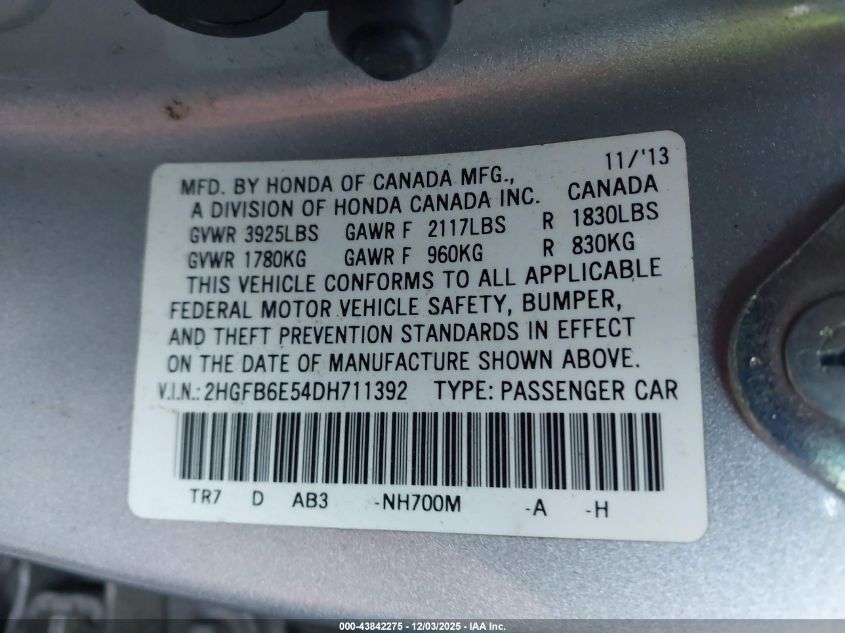 11/'13
MFD. BY HONDA OF CANADA MFG.,
A DIVISION OF HONDA CANADA INC. CANADA
GVWR 3925LBS GAWR F 2117LBS R 1830LBS
GVWR 1780KG GAWR F 960KG R 830KG
THIS VEHICLE CONFORMS TO ALL APPLICABLE
FEDERAL MOTOR VEHICLE SAFETY, BUMPER,
AND THEFT PREVENTION STANDARDS IN EFFECT
ON THE DATE OF MANUFACTURE SHOWN ABOVE.
V.I.N.:2HGFB6E54DH711392 TYPE: PASSENGER CAR
TR7 D AB3 -NH700M -A -H
000-43842275 - 12/03/2025 - IAA Inc.